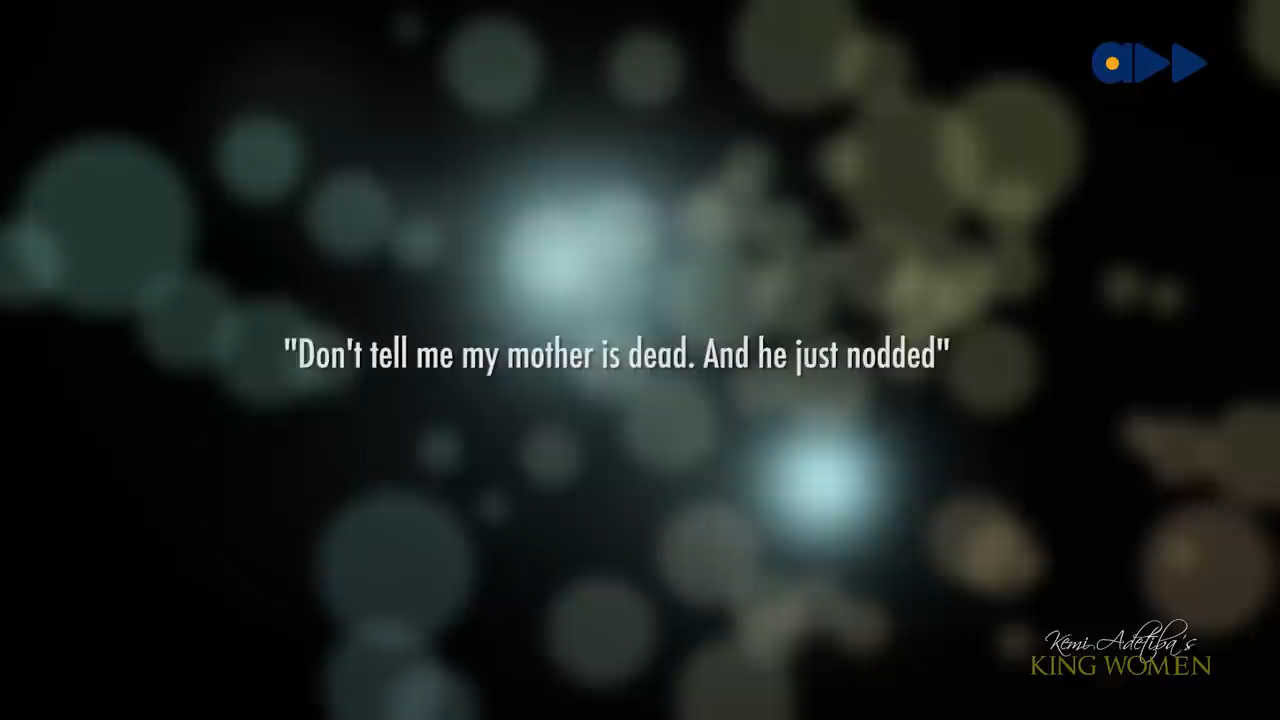 "Don't tell me my mother is dead. And he just nodded"
Kemi Adetiba's
KING WOMEN